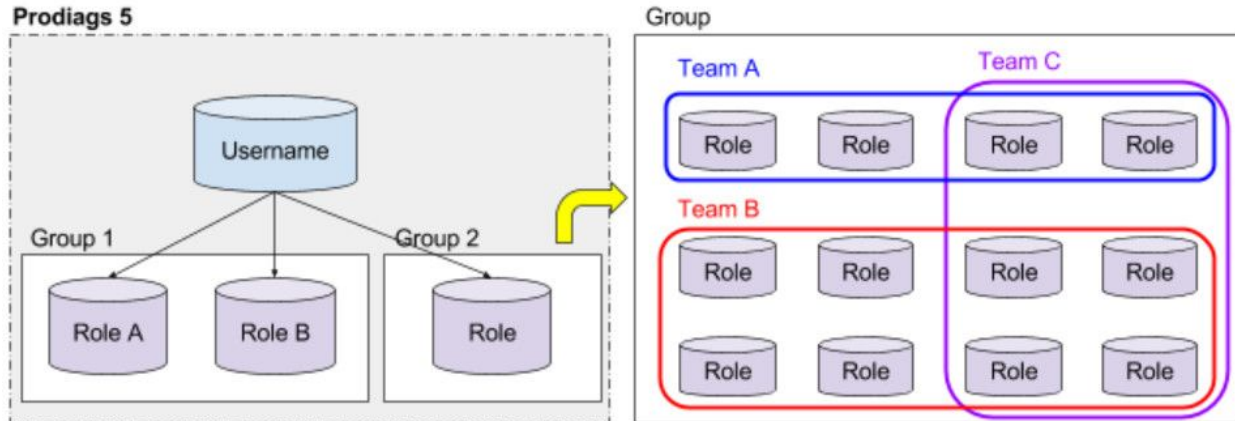 Prodiags 5
Username
Group 1
Group 2
Role A
Role B
Role
Group
Team A
Team C
Role
Role
Role
Role
Team B
Role
Role
Role
Role
Role
Role
Role
Role